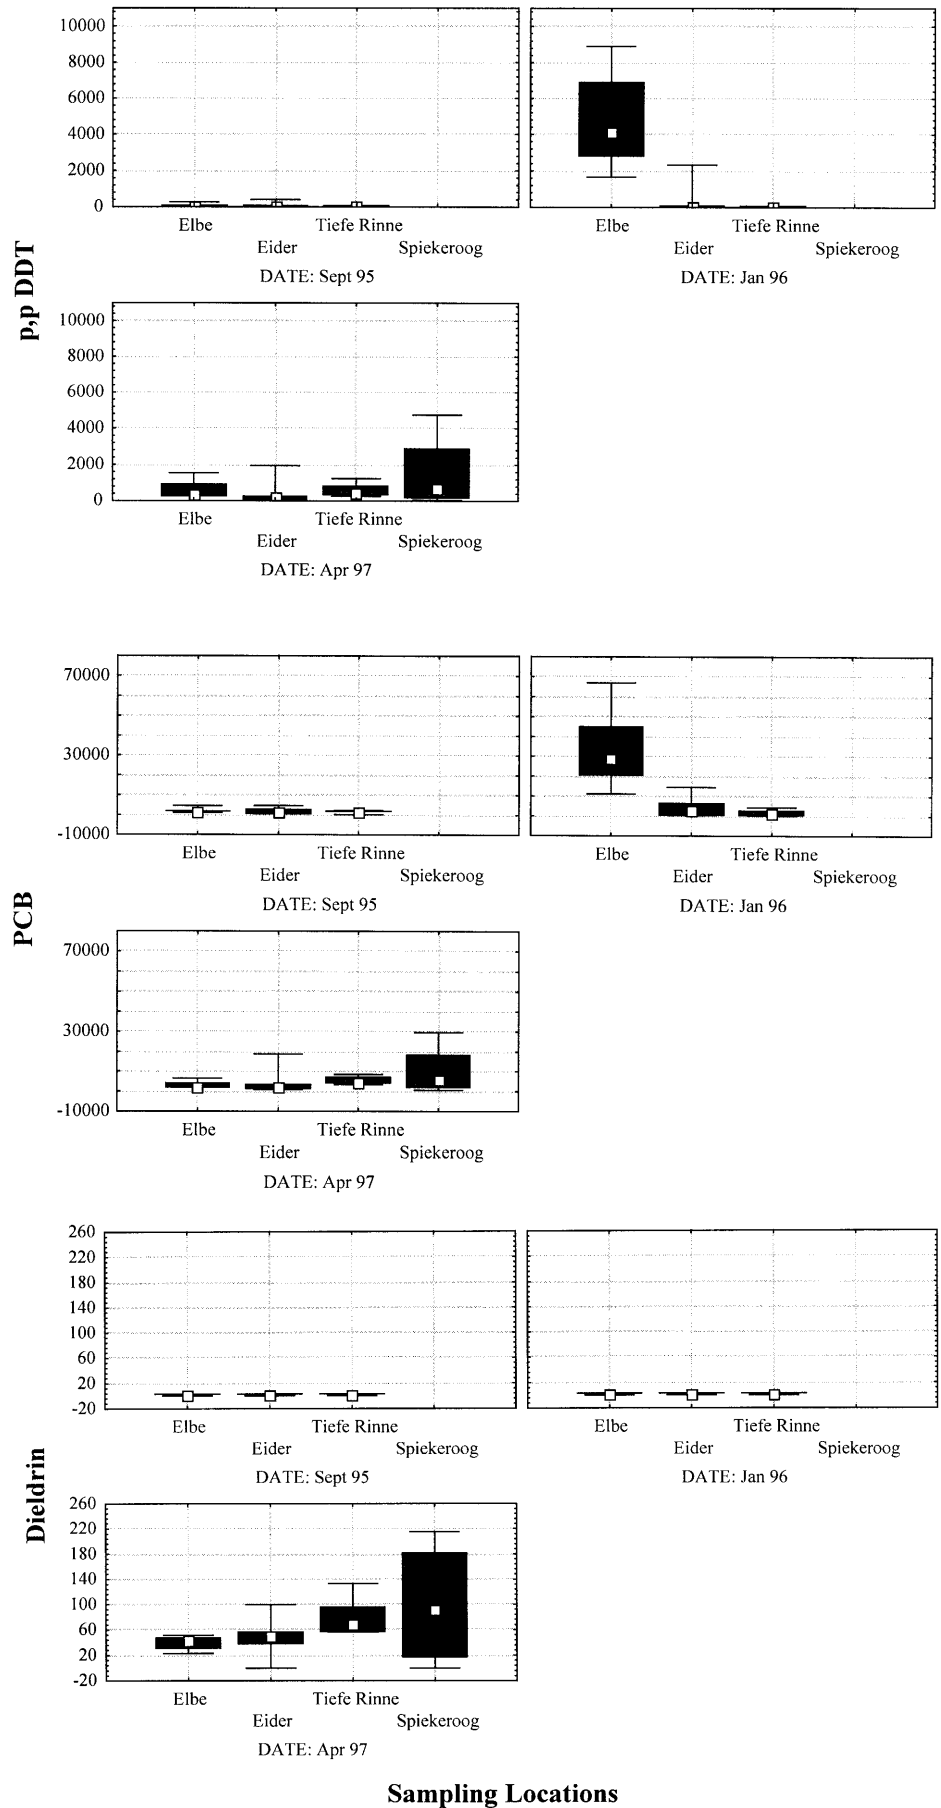 p,p DDT
10000
8000
6000
4000
2000
0
Elbe Tiefe Rinne
Eider Spiekeroog
DATE: Sept 95
Elbe Tiefe Rinne
Eider Spiekeroog
DATE: Jan 96
10000
8000
6000
4000
2000
0
Elbe Tiefe Rinne
Eider Spiekeroog
DATE: Apr 97
PCB
70000
30000
-10000
Elbe Tiefe Rinne
Eider Spiekeroog
DATE: Sept 95
Elbe Tiefe Rinne
Eider Spiekeroog
DATE: Jan 96
70000
30000
-10000
Elbe Tiefe Rinne
Eider Spiekeroog
DATE: Apr 97
Dieldrin
260
220
180
140
100
60
20
-20
Elbe Tiefe Rinne
Eider Spiekeroog
DATE: Sept 95
Elbe Tiefe Rinne
Eider Spiekeroog
DATE: Jan 96
260
220
180
140
100
60
20
-20
Elbe Tiefe Rinne
Eider Spiekeroog
DATE: Apr 97
Sampling Locations